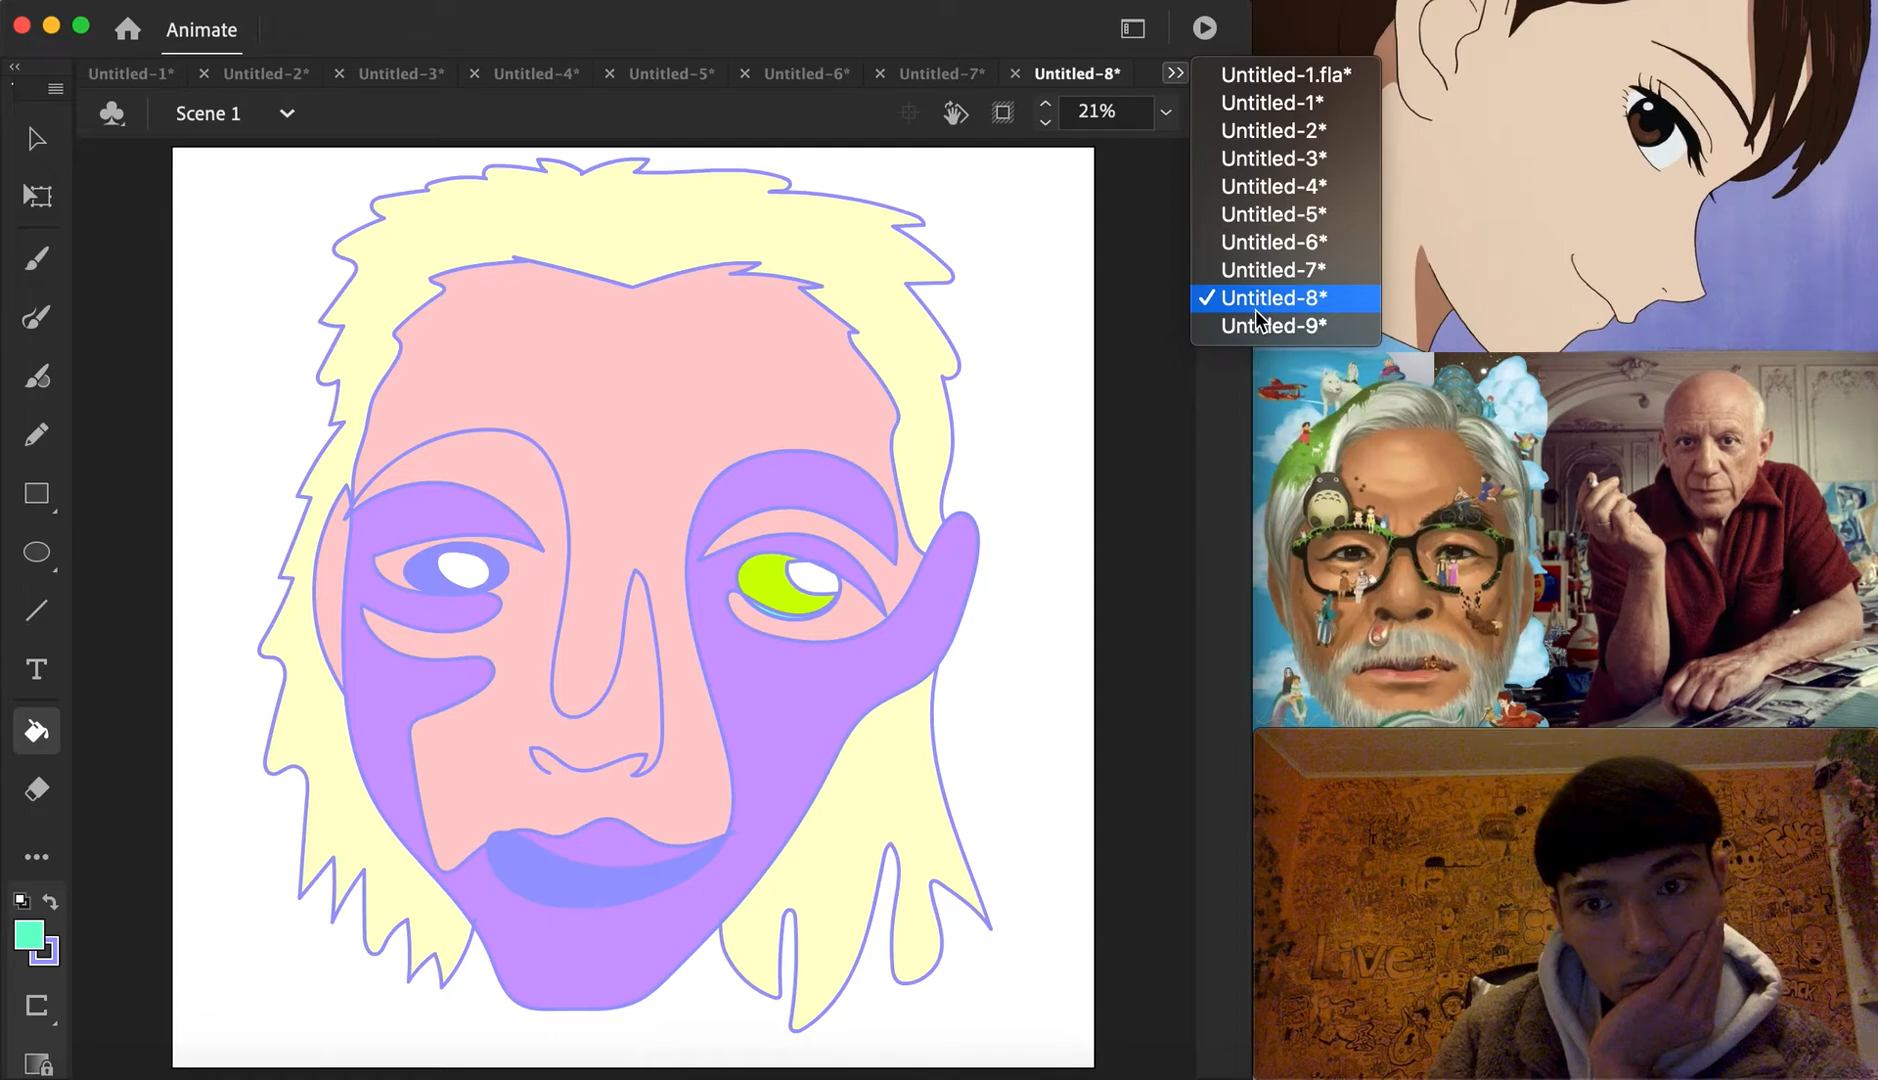 Animate
Untitled-1*
Untitled-2*
Untitled-3*
Untitled-4*
Untitled-5*
Untitled-6*
Untitled-7*
Untitled-8*
Scene 1
21%
Untitled-1.fla*
Untitled-1*
Untitled-2*
Untitled-3*
Untitled-4*
Untitled-5*
Untitled-6*
Untitled-7*
Untitled-8*
Untitled-9*
Live